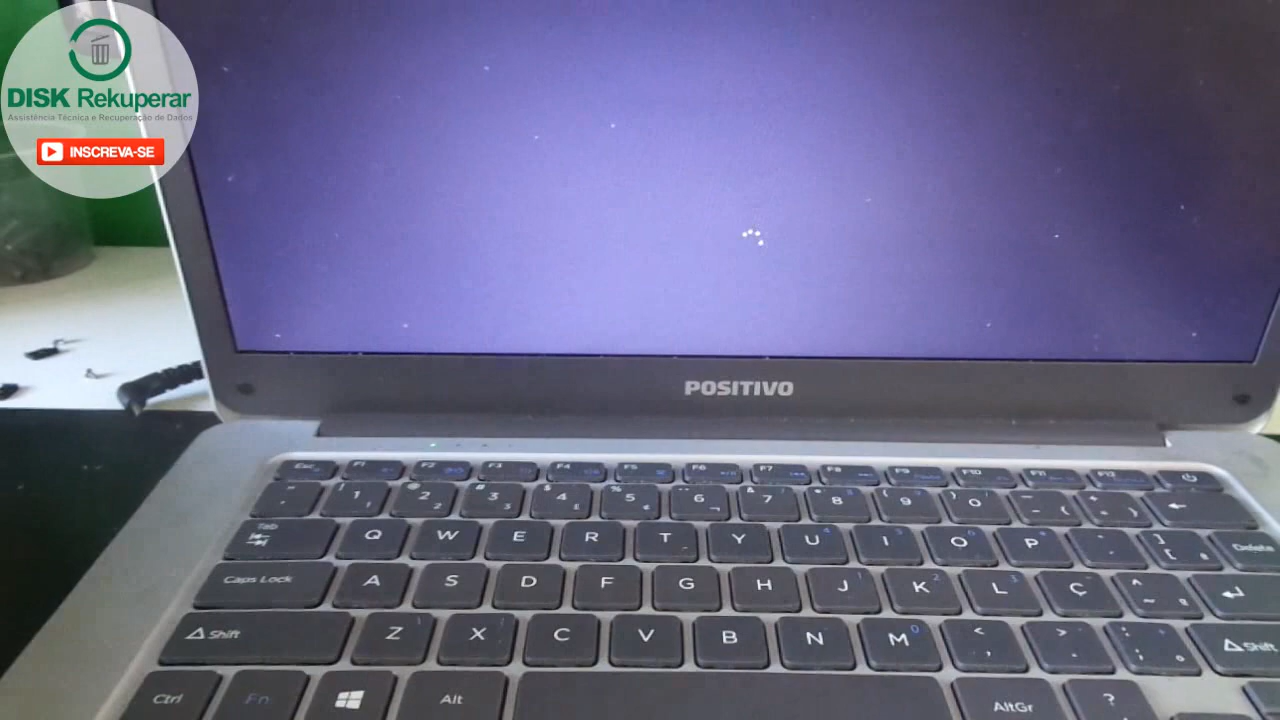 DISK Rekuperar
Assistência Técnica e Recuperação de Dados
INSCREVA-SE
POSITIVO
Esc F1 F2 F3 F4 F5 F6 F7 F8 F9 F10 F11 F12
1 2 3 4 5 6 7 8 9 0
Tab Q W E R T Y U I O P Delete
Caps Lock A S D F G H J K L Ç
Shift Z X C V B N M Shift
Ctrl Fn Alt AltGr ?